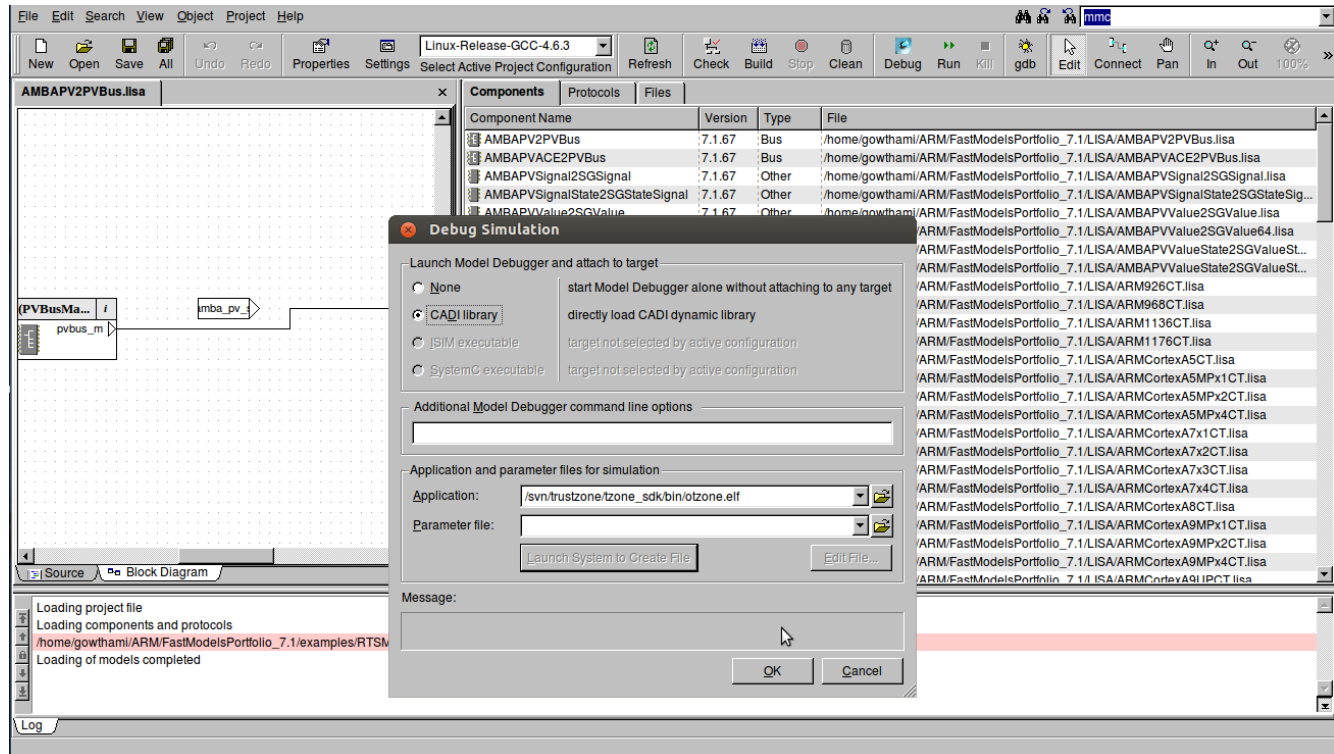 File Edit Search View Object Project Help
mmc
New Open Save All Undo Redo Properties Settings
Linux-Release-GCC-4.6.3
Select Active Project Configuration
Refresh Check Build Stop Clean Debug Run Kill gdb Edit Connect Pan In Out 100%
AMBAPV2PVBus.lisa
Components Protocols Files
Component Name Version Type File
AMBAPV2PVBus 7.1.67 Bus /home/gowthami/ARM/FastModelsPortfolio_7.1/LISA/AMBAPV2PVBus.lisa
AMBAPVACE2PVBus 7.1.67 Bus /home/gowthami/ARM/FastModelsPortfolio_7.1/LISA/AMBAPVACE2PVBus.lisa
AMBAPVSignal2SGSignal 7.1.67 Other /home/gowthami/ARM/FastModelsPortfolio_7.1/LISA/AMBAPVSignal2SGSignal.lisa
AMBAPVSignalState2SGStateSignal 7.1.67 Other /home/gowthami/ARM/FastModelsPortfolio_7.1/LISA/AMBAPVSignalState2SGStateSig...
AMBAPVValue2SGValue 7.1.67 Other /home/gowthami/ARM/FastModelsPortfolio_7.1/LISA/AMBAPVValue2SGValue.lisa
/ARM/FastModelsPortfolio_7.1/LISA/AMBAPVValue2SGValue64.lisa
/ARM/FastModelsPortfolio_7.1/LISA/AMBAPVValueState2SGValueSt...
/ARM/FastModelsPortfolio_7.1/LISA/AMBAPVValueState2SGValueSt...
/ARM/FastModelsPortfolio_7.1/LISA/ARM926CT.lisa
/ARM/FastModelsPortfolio_7.1/LISA/ARM968CT.lisa
/ARM/FastModelsPortfolio_7.1/LISA/ARM1136CT.lisa
/ARM/FastModelsPortfolio_7.1/LISA/ARM1176CT.lisa
/ARM/FastModelsPortfolio_7.1/LISA/ARMCortexA5CT.lisa
/ARM/FastModelsPortfolio_7.1/LISA/ARMCortexA5MPx1CT.lisa
/ARM/FastModelsPortfolio_7.1/LISA/ARMCortexA5MPx2CT.lisa
/ARM/FastModelsPortfolio_7.1/LISA/ARMCortexA5MPx4CT.lisa
/ARM/FastModelsPortfolio_7.1/LISA/ARMCortexA7x1CT.lisa
/ARM/FastModelsPortfolio_7.1/LISA/ARMCortexA7x2CT.lisa
/ARM/FastModelsPortfolio_7.1/LISA/ARMCortexA7x3CT.lisa
/ARM/FastModelsPortfolio_7.1/LISA/ARMCortexA7x4CT.lisa
/ARM/FastModelsPortfolio_7.1/LISA/ARMCortexA8CT.lisa
/ARM/FastModelsPortfolio_7.1/LISA/ARMCortexA9MPx1CT.lisa
/ARM/FastModelsPortfolio_7.1/LISA/ARMCortexA9MPx2CT.lisa
/ARM/FastModelsPortfolio_7.1/LISA/ARMCortexA9MPx4CT.lisa
/ARM/FastModelsPortfolio_7.1/LISA/ARMCortexA9UPCT.lisa
(PVBusMa... i
pvbus_m
amba_pv_s
Debug Simulation
Launch Model Debugger and attach to target
None start Model Debugger alone without attaching to any target
CADI library directly load CADI dynamic library
ISIM executable target not selected by active configuration
SystemC executable target not selected by active configuration
Additional Model Debugger command line options
Application and parameter files for simulation
Application: /svn/trustzone/tzone_sdk/bin/otzone.elf
Parameter file:
Launch System to Create File Edit File...
Message:
OK Cancel
Source Block Diagram
Loading project file
Loading components and protocols
/home/gowthami/ARM/FastModelsPortfolio_7.1/examples/RTSM
Loading of models completed
Log